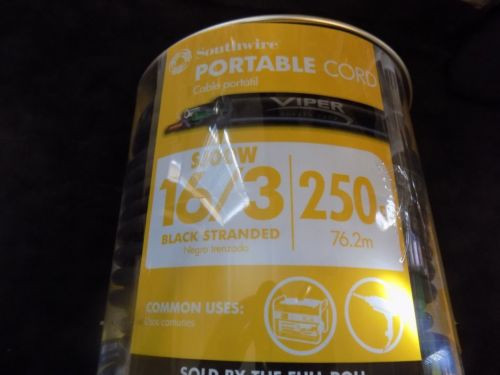 Southwire
PORTABLE CORD
Cable portátil
VIPER
16/3
250
BLACK STRANDED
Negro trenzado
76.2m
COMMON USES:
Usos comunes
SOLD BY THE FULL ROLL